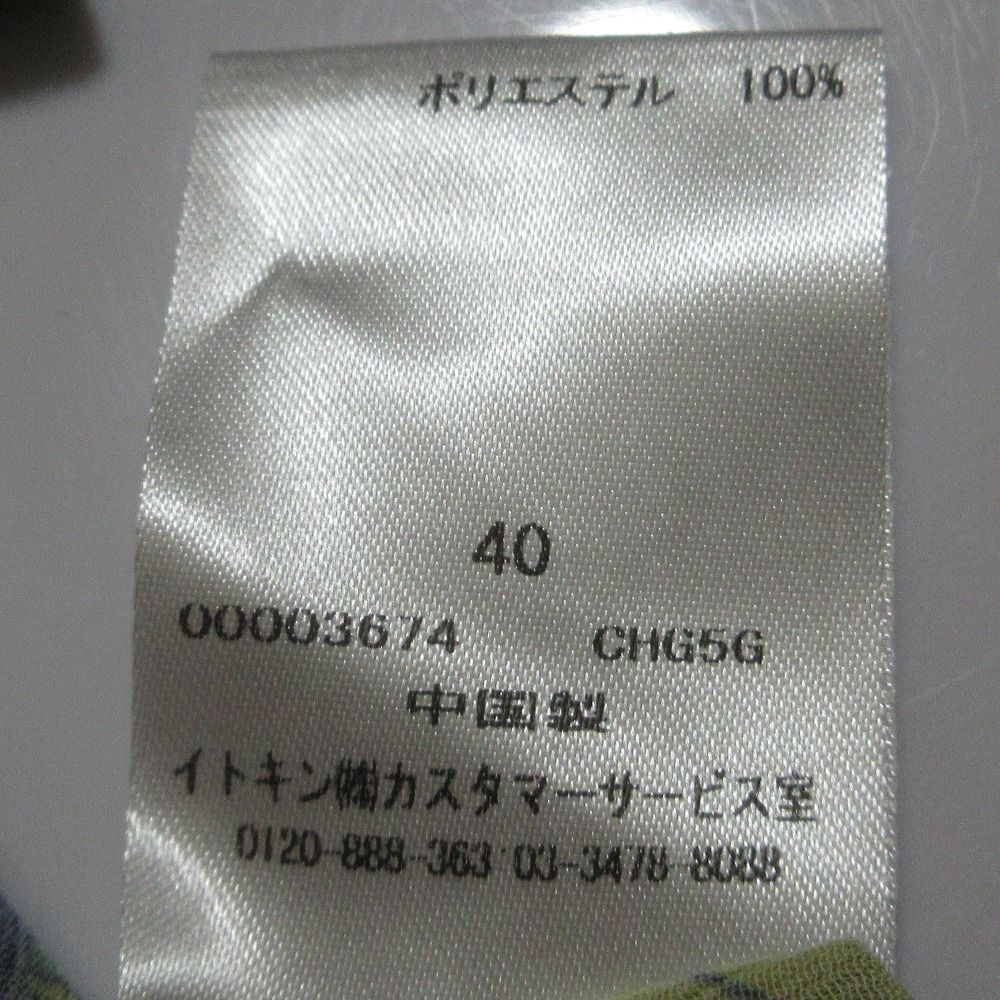 ポリエステル 100%
40
00003674 CHG5G
中国製
イトキン㈱カスタマーサービス室
0120-888-363 03-3478-8088